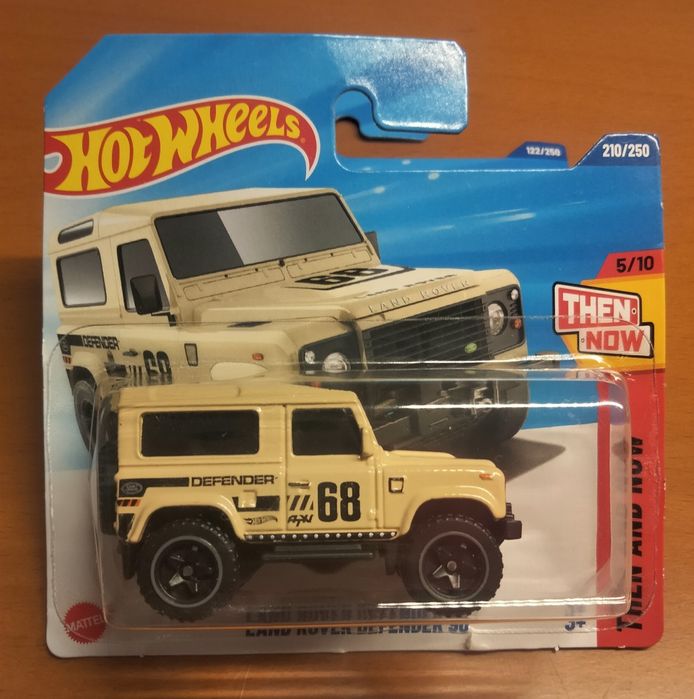 HOT WHEELS
122/250
210/250
5/10
THEN
NOW
68
LAND ROVER
DEFENDER
68
DEFENDER
68
THEN AND NOW
MATTEL
LAND ROVER DEFENDER 90
3+